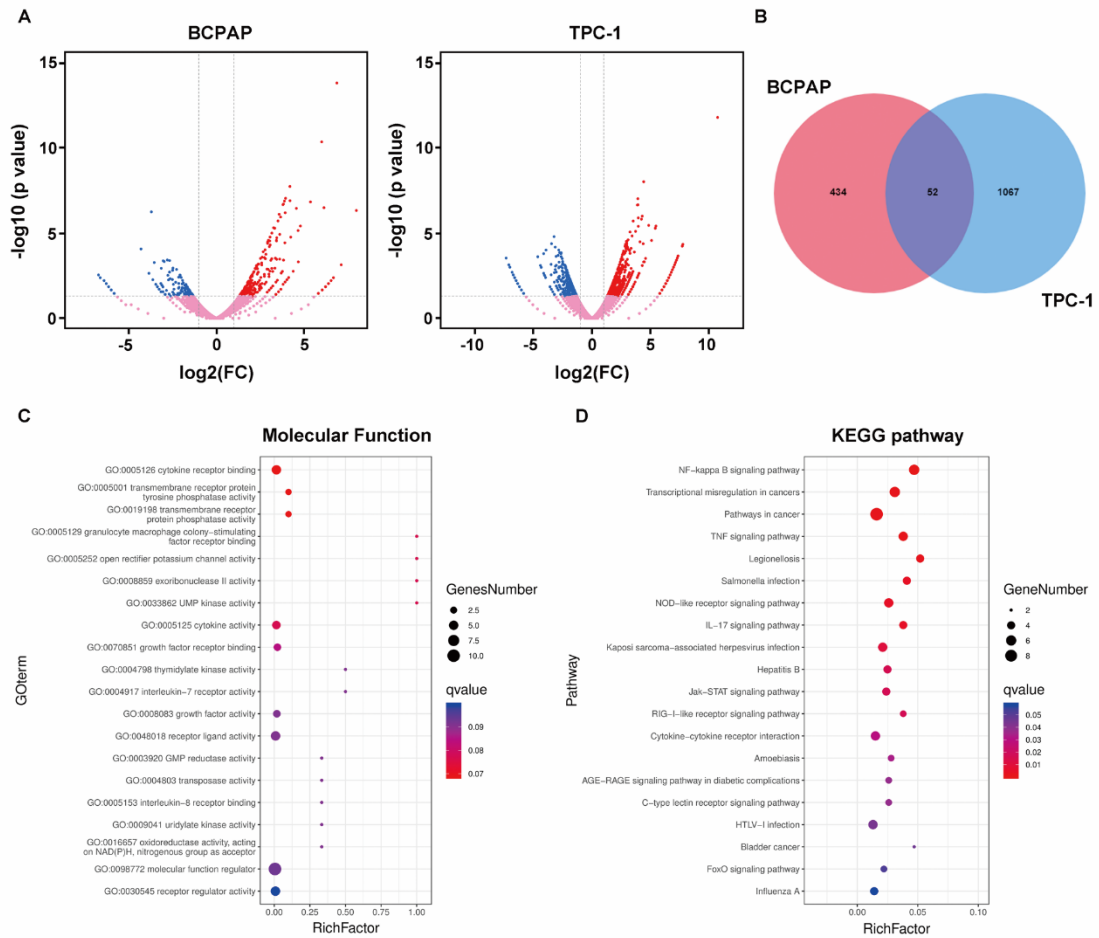 A
BCPAP
TPC-1
-log10 (p value)
15
10
5
0
-5
0
5
log2(FC)
-log10 (p value)
15
10
5
0
-10
-5
0
5
10
log2(FC)
B
BCPAP
434
52
1067
TPC-1
C
Molecular Function
GOterm
GO:0005126 cytokine receptor binding
GO:0005001 transmembrane receptor protein
tyrosine phosphatase activity
GO:0019198 transmembrane receptor
protein phosphatase activity
GO:0005129 granulocyte macrophage colony-stimulating
factor receptor binding
GO:0005252 open rectifier potassium channel activity
GO:0008859 exoribonuclease II activity
GO:0033862 UMP kinase activity
GO:0005125 cytokine activity
GO:0070851 growth factor receptor binding
GO:0004798 thymidylate kinase activity
GO:0004917 interleukin-7 receptor activity
GO:0008083 growth factor activity
GO:0048018 receptor ligand activity
GO:0003920 GMP reductase activity
GO:0004803 transposase activity
GO:0005153 interleukin-8 receptor binding
GO:0009041 uridylate kinase activity
GO:0016657 oxidoreductase activity, acting
on NAD(P)H, nitrogenous group as acceptor
GO:0098772 molecular function regulator
GO:0030545 receptor regulator activity
0.00
0.25
0.50
0.75
1.00
RichFactor
GenesNumber
2.5
5.0
7.5
10.0
qvalue
0.09
0.08
0.07
D
KEGG pathway
Pathway
NF-kappa B signaling pathway
Transcriptional misregulation in cancers
Pathways in cancer
TNF signaling pathway
Legionellosis
Salmonella infection
NOD-like receptor signaling pathway
IL-17 signaling pathway
Kaposi sarcoma-associated herpesvirus infection
Hepatitis B
Jak-STAT signaling pathway
RIG-I-like receptor signaling pathway
Cytokine-cytokine receptor interaction
Amoebiasis
AGE-RAGE signaling pathway in diabetic complications
C-type lectin receptor signaling pathway
HTLV-I infection
Bladder cancer
FoxO signaling pathway
Influenza A
0.00
0.05
0.10
RichFactor
GeneNumber
2
4
6
8
qvalue
0.05
0.04
0.03
0.02
0.01